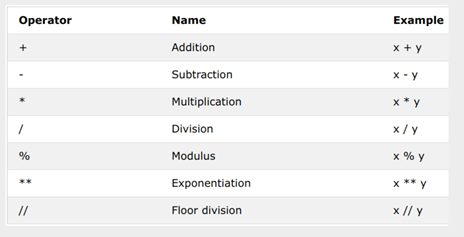 Operator Name Example
+ Addition x + y
- Subtraction x - y
* Multiplication x * y
/ Division x / y
% Modulus x % y
** Exponentiation x ** y
// Floor division x // y